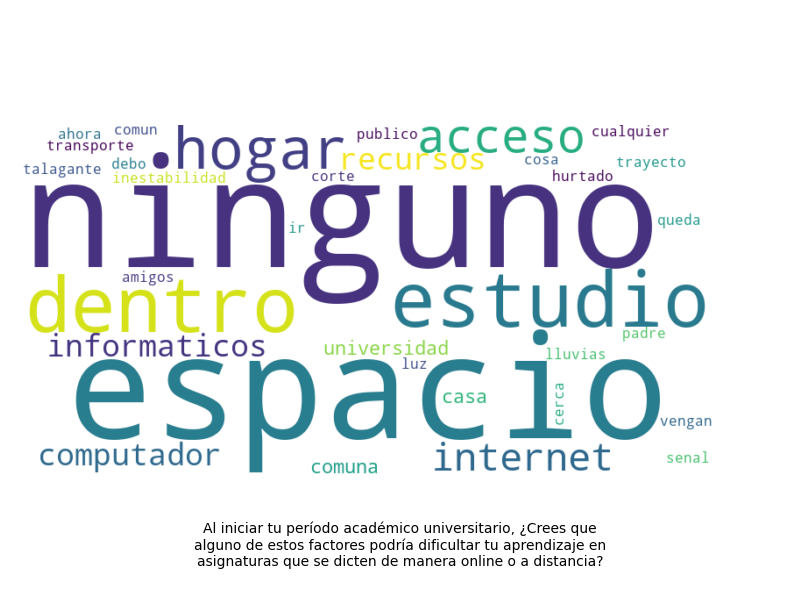 ahora comun publico acceso cualquier
transporte hogar recursos cosa trayecto
talagante debo inestabilidad corte hurtado
ninguno
ir queda
amigos
dentro estudio
informaticos universidad luz lluvias padre
espacio
casa cerca vengan
computador comuna internet senal
Al iniciar tu período académico universitario, ¿Crees que
alguno de estos factores podría dificultar tu aprendizaje en
asignaturas que se dicten de manera online o a distancia?